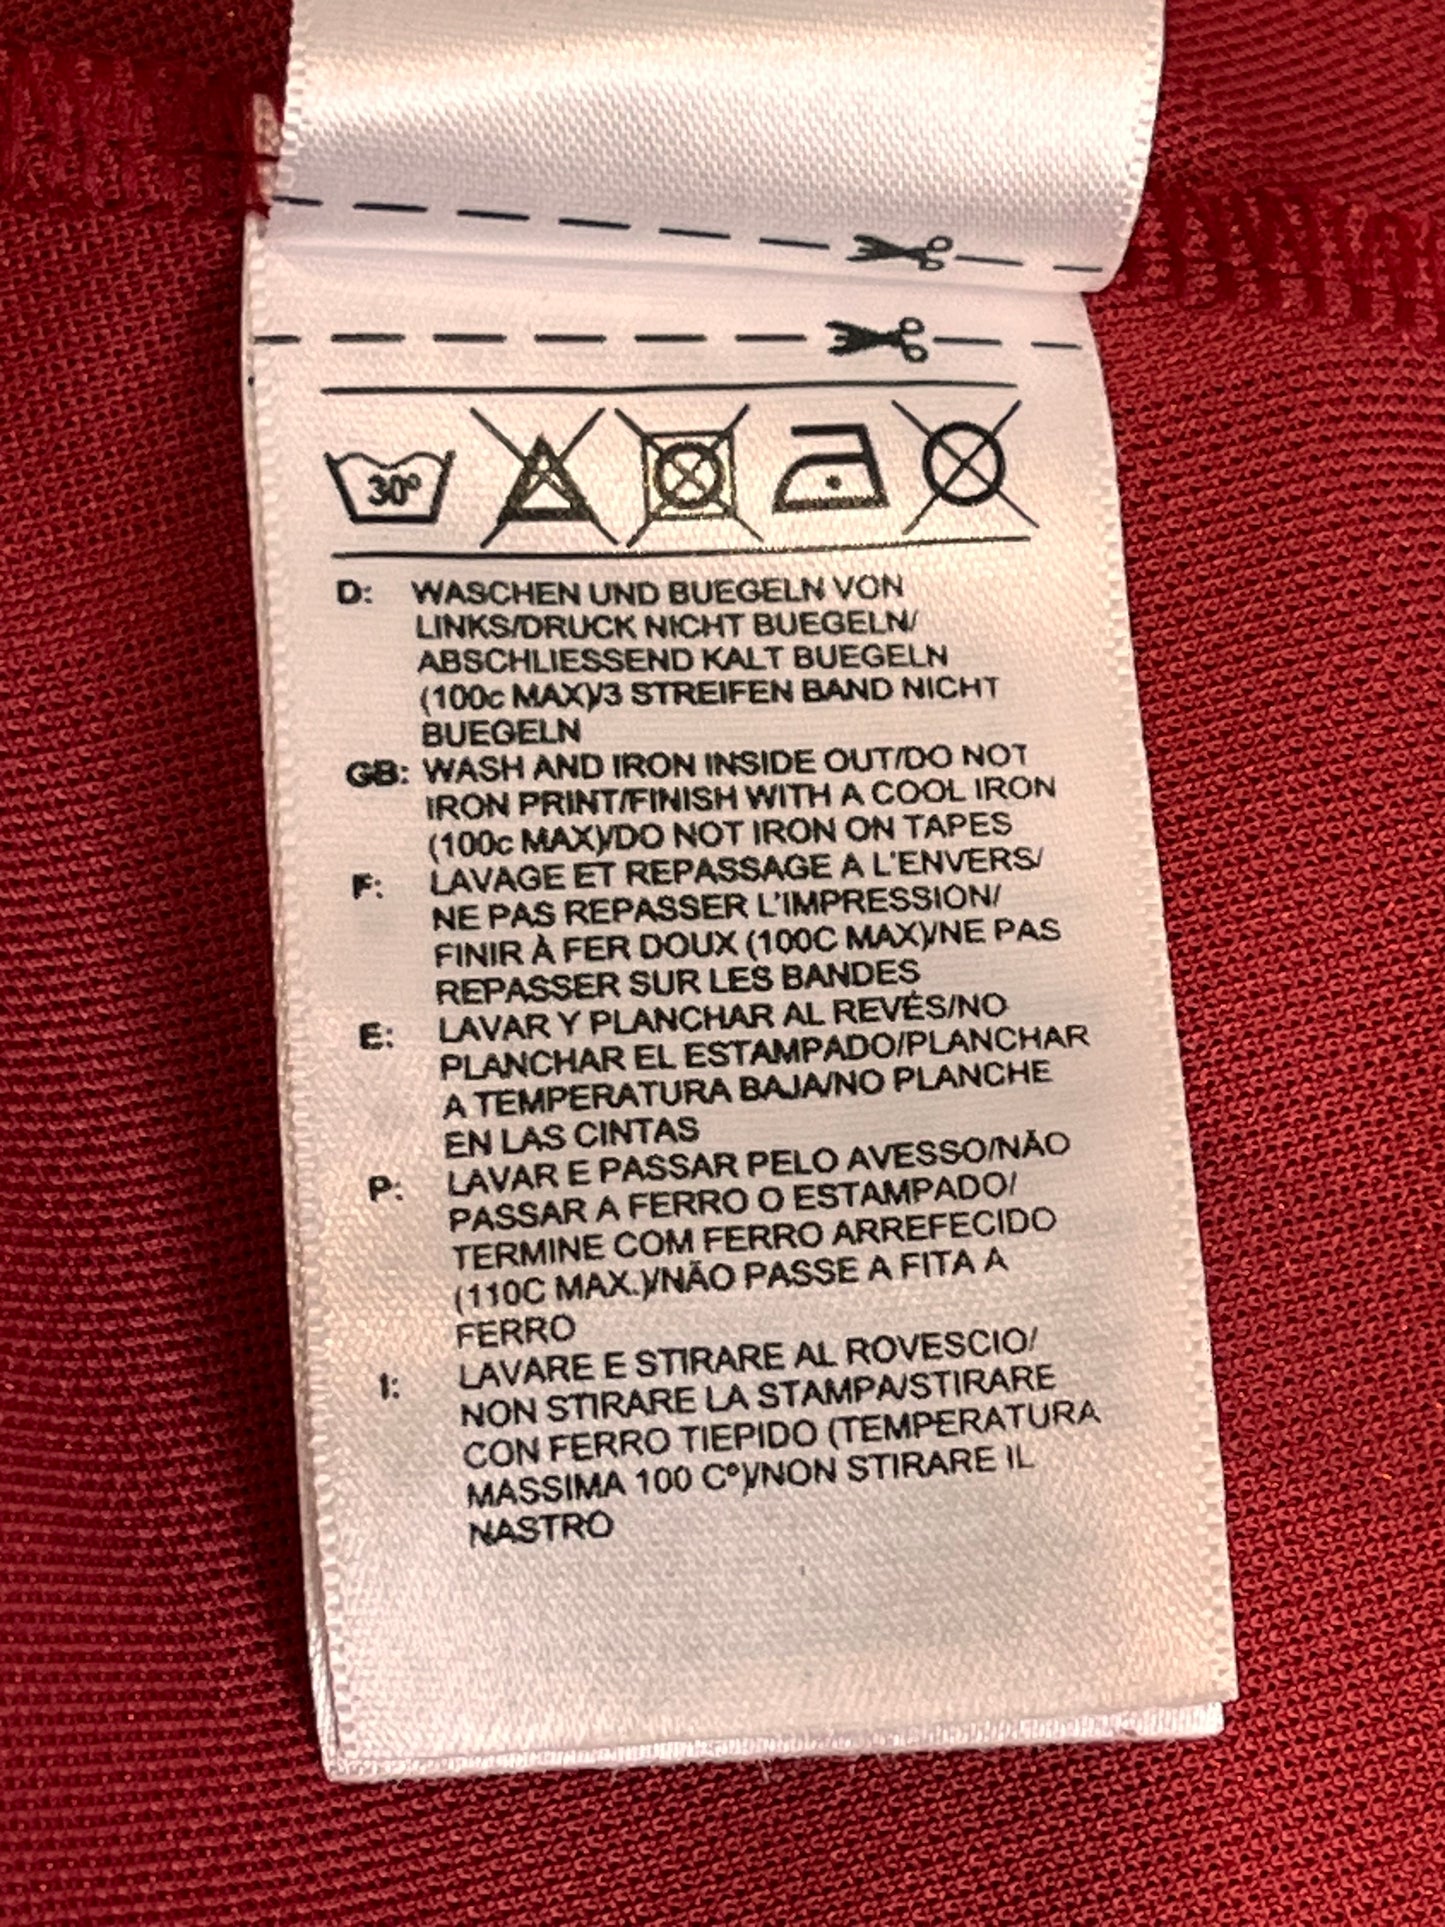 30°
D: WASCHEN UND BUEGELN VON
LINKS/DRUCK NICHT BUEGELN/
ABSCHLIESSEND KALT BUEGELN
(100c MAX)/3 STREIFEN BAND NICHT
BUEGELN
GB: WASH AND IRON INSIDE OUT/DO NOT
IRON PRINT/FINISH WITH A COOL IRON
(100c MAX)/DO NOT IRON ON TAPES
F: LAVAGE ET REPASSAGE A L'ENVERS/
NE PAS REPASSER L'IMPRESSION/
FINIR À FER DOUX (100C MAX)/NE PAS
REPASSER SUR LES BANDES
E: LAVAR Y PLANCHAR AL REVÉS/NO
PLANCHAR EL ESTAMPADO/PLANCHAR
A TEMPERATURA BAJA/NO PLANCHE
EN LAS CINTAS
P: LAVAR E PASSAR PELO AVESSO/NÃO
PASSAR A FERRO O ESTAMPADO/
TERMINE COM FERRO ARREFECIDO
(110C MAX.)/NÃO PASSE A FITA A
FERRO
I: LAVARE E STIRARE AL ROVESCIO/
NON STIRARE LA STAMPA/STIRARE
CON FERRO TIEPIDO (TEMPERATURA
MASSIMA 100 C°)/NON STIRARE IL
NASTRO